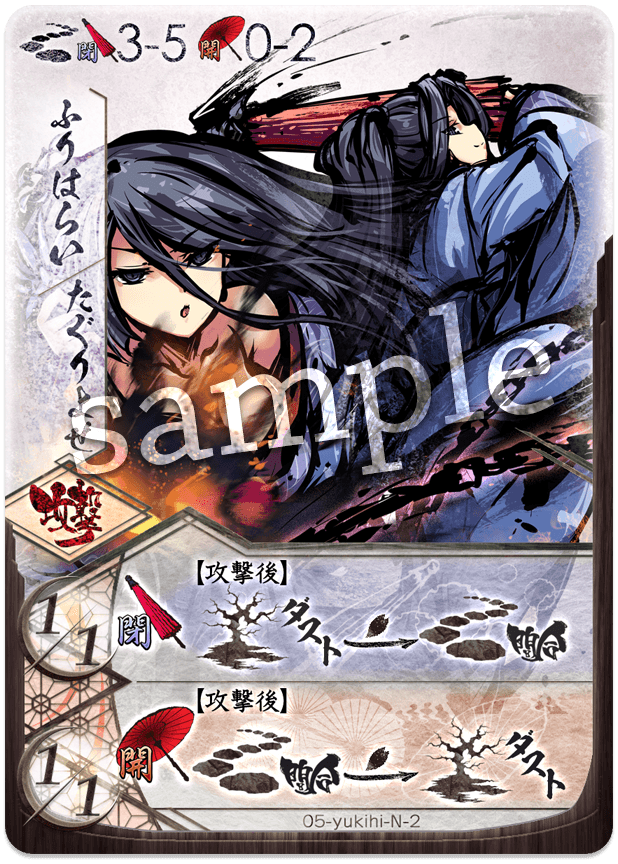 閉 3-5 開 0-2
ふりはらい たぐりよせ
sample
攻撃
【攻撃後】
1/1
閉
ダスト
間合
【攻撃後】
1/1
開
間合
ダスト
05-yukihi-N-2